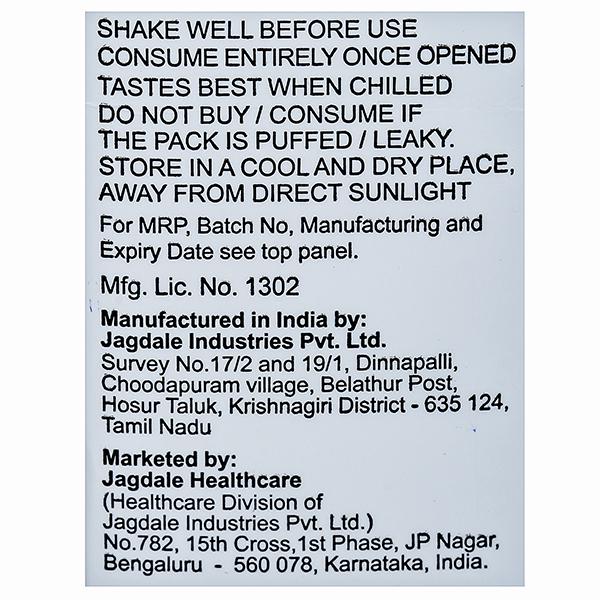 SHAKE WELL BEFORE USE
CONSUME ENTIRELY ONCE OPENED
TASTES BEST WHEN CHILLED
DO NOT BUY / CONSUME IF
THE PACK IS PUFFED / LEAKY.
STORE IN A COOL AND DRY PLACE,
AWAY FROM DIRECT SUNLIGHT
For MRP, Batch No, Manufacturing and
Expiry Date see top panel.
Mfg. Lic. No. 1302
Manufactured in India by:
Jagdale Industries Pvt. Ltd.
Survey No.17/2 and 19/1, Dinnapalli,
Choodapuram village, Belathur Post,
Hosur Taluk, Krishnagiri District - 635 124,
Tamil Nadu
Marketed by:
Jagdale Healthcare
(Healthcare Division of
Jagdale Industries Pvt. Ltd.)
No.782, 15th Cross,1st Phase, JP Nagar,
Bengaluru - 560 078, Karnataka, India.